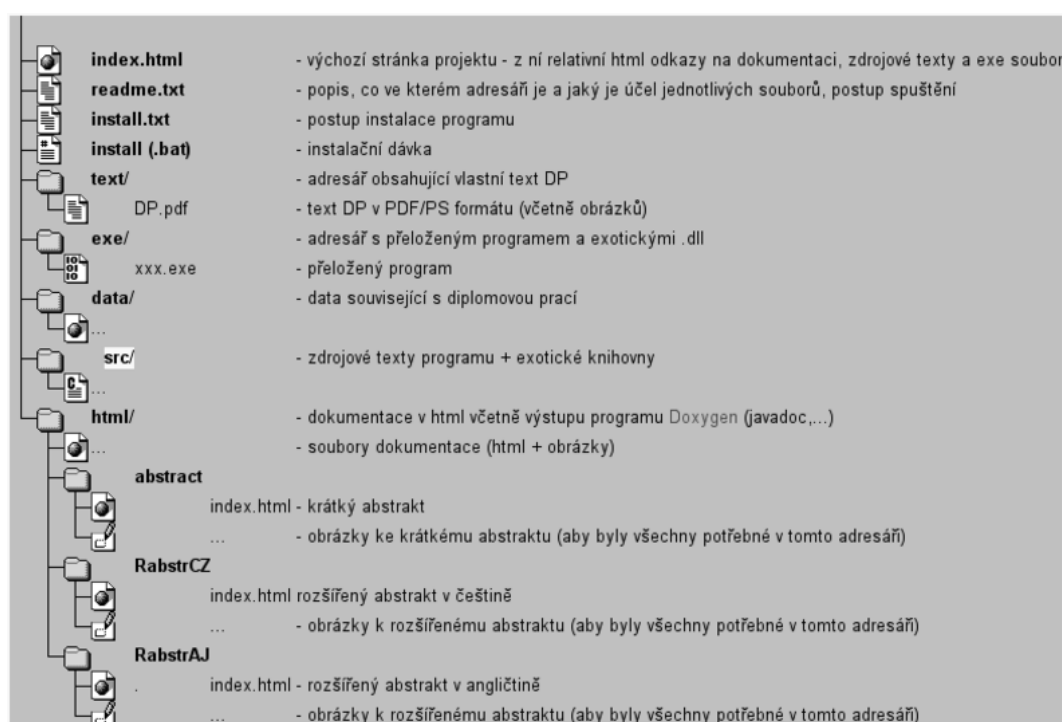 index.html - výchozí stránka projektu - z ní relativní html odkazy na dokumentaci, zdrojové texty a exe soubor
readme.txt - popis, co ve kterém adresáři je a jaký je účel jednotlivých souborů, postup spuštění
install.txt - postup instalace programu
install (.bat) - instalační dávka
text/ - adresář obsahující vlastní text DP
DP.pdf - text DP v PDF/PS formátu (včetně obrázků)
exe/ - adresář s přeloženým programem a exotickými .dll
xxx.exe - přeložený program
data/ - data související s diplomovou prací
...
src/ - zdrojové texty programu + exotické knihovny
...
html/ - dokumentace v html včetně výstupu programu Doxygen (javadoc,...)
... - soubory dokumentace (html + obrázky)
abstract
index.html - krátký abstrakt
... - obrázky ke krátkému abstraktu (aby byly všechny potřebné v tomto adresáři)
RabstrCZ
index.html rozšířený abstrakt v češtině
... - obrázky k rozšířenému abstraktu (aby byly všechny potřebné v tomto adresáři)
RabstrAJ
. index.html - rozšířený abstrakt v angličtině
... - obrázky k rozšířenému abstraktu (aby byly všechny potřebné v tomto adresáři)